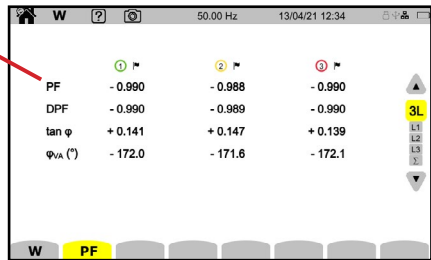 W ? 50.00 Hz 13/04/21 12:34
1 2 3
PF - 0.990 - 0.988 - 0.990
DPF - 0.990 - 0.989 - 0.990
3L
tan φ + 0.141 + 0.147 + 0.139
L1
L2
L3
Σ
φVA (°) - 172.0 - 171.6 - 172.1
W PF